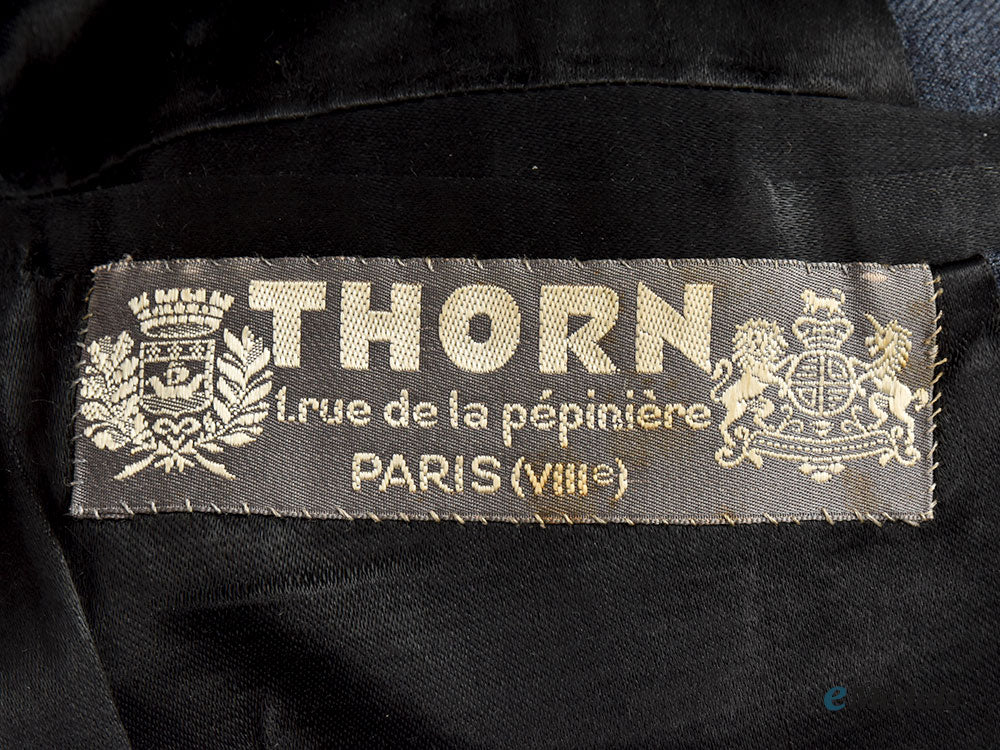 THORN
1.rue de la pépinière
PARIS (VIIIe)